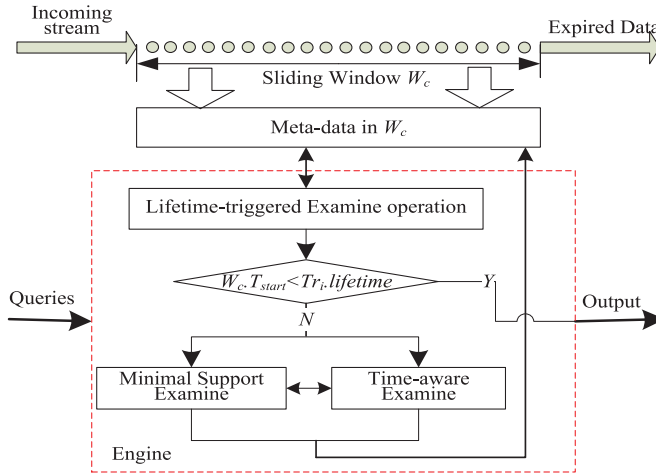 Incoming
stream
Expired Data
Sliding Window W_c
Meta-data in W_c
Lifetime-triggered Examine operation
W_c.T_start<Tr_i.lifetime
Y
Queries
Output
N
Minimal Support
Examine
Time-aware
Examine
Engine